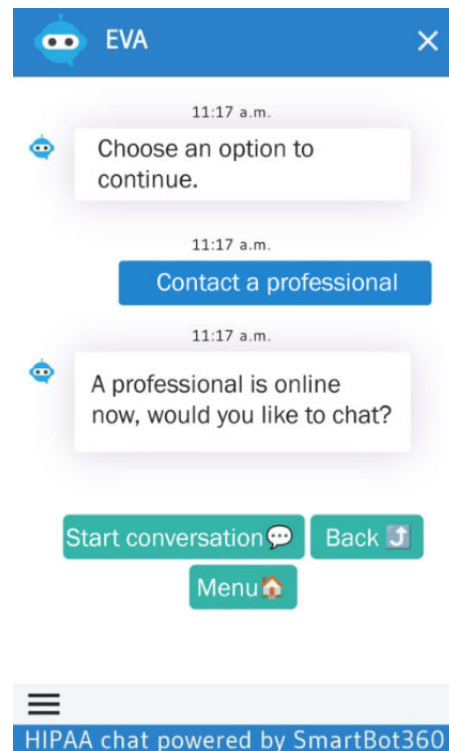 EVA
11:17 a.m.
Choose an option to
continue.
11:17 a.m.
Contact a professional
11:17 a.m.
A professional is online
now, would you like to chat?
Start conversation💬 Back ⤴️
Menu🏠
HIPAA chat powered by SmartBot360